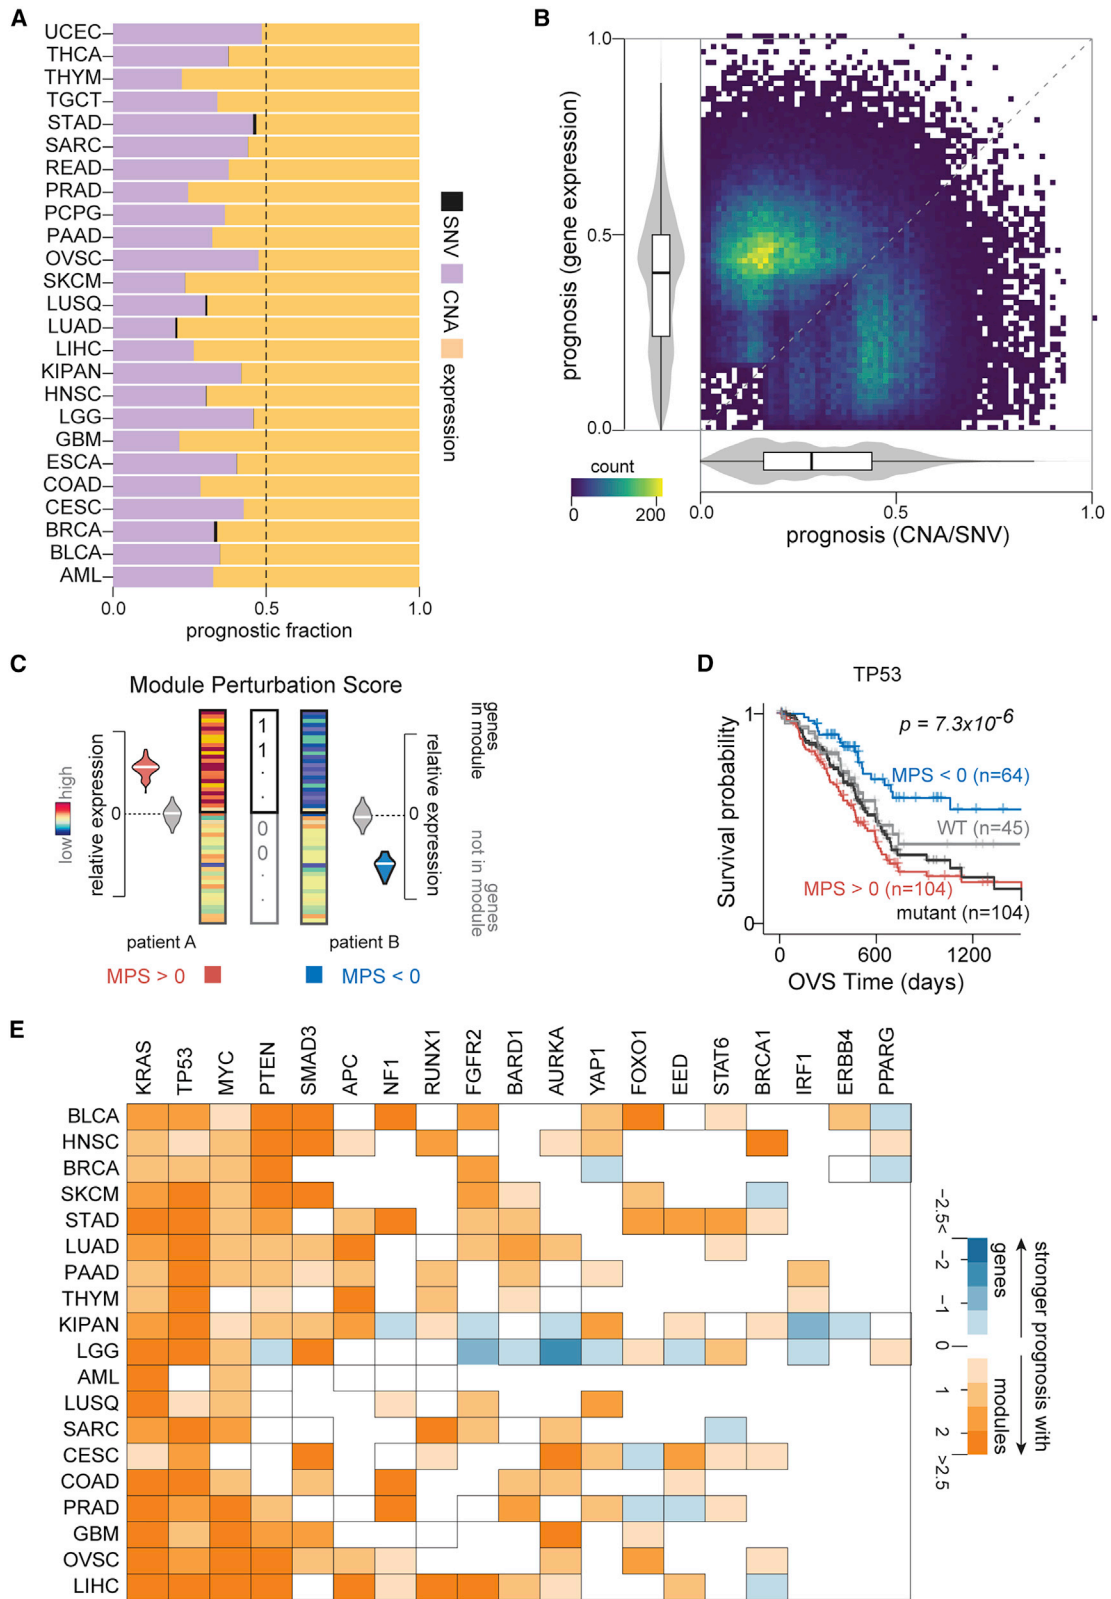 A
UCEC
THCA
THYM
TGCT
STAD
SARC
READ
PRAD
PCPG
PAAD
OVSC
SKCM
LUSQ
LUAD
LIHC
KIPAN
HNSC
LGG
GBM
ESCA
COAD
CESC
BRCA
BLCA
AML
0.0 0.5 1.0
prognostic fraction
SNV
CNA
expression
B
1.0
0.5
0.0
prognosis (gene expression)
count
0 200
0.0 0.5 1.0
prognosis (CNA/SNV)
C
Module Perturbation Score
high
low
relative expression
0
1
1
.
.
0
0
.
.
0
relative expression
genes
in module
not in module
genes
patient A
patient B
MPS > 0
MPS < 0
D
TP53
p = 7.3x10-6
1
0
Survival probability
MPS < 0 (n=64)
WT (n=45)
MPS > 0 (n=104)
mutant (n=104)
0 600 1200
OVS Time (days)
E
KRAS TP53 MYC PTEN SMAD3 APC NF1 RUNX1 FGFR2 BARD1 AURKA YAP1 FOXO1 EED STAT6 BRCA1 IRF1 ERBB4 PPARG
BLCA
HNSC
BRCA
SKCM
STAD
LUAD
PAAD
THYM
KIPAN
LGG
AML
LUSQ
SARC
CESC
COAD
PRAD
GBM
OVSC
LIHC
−2.5<
−2
−1
0
1
2
>2.5
genes
modules
stronger prognosis with